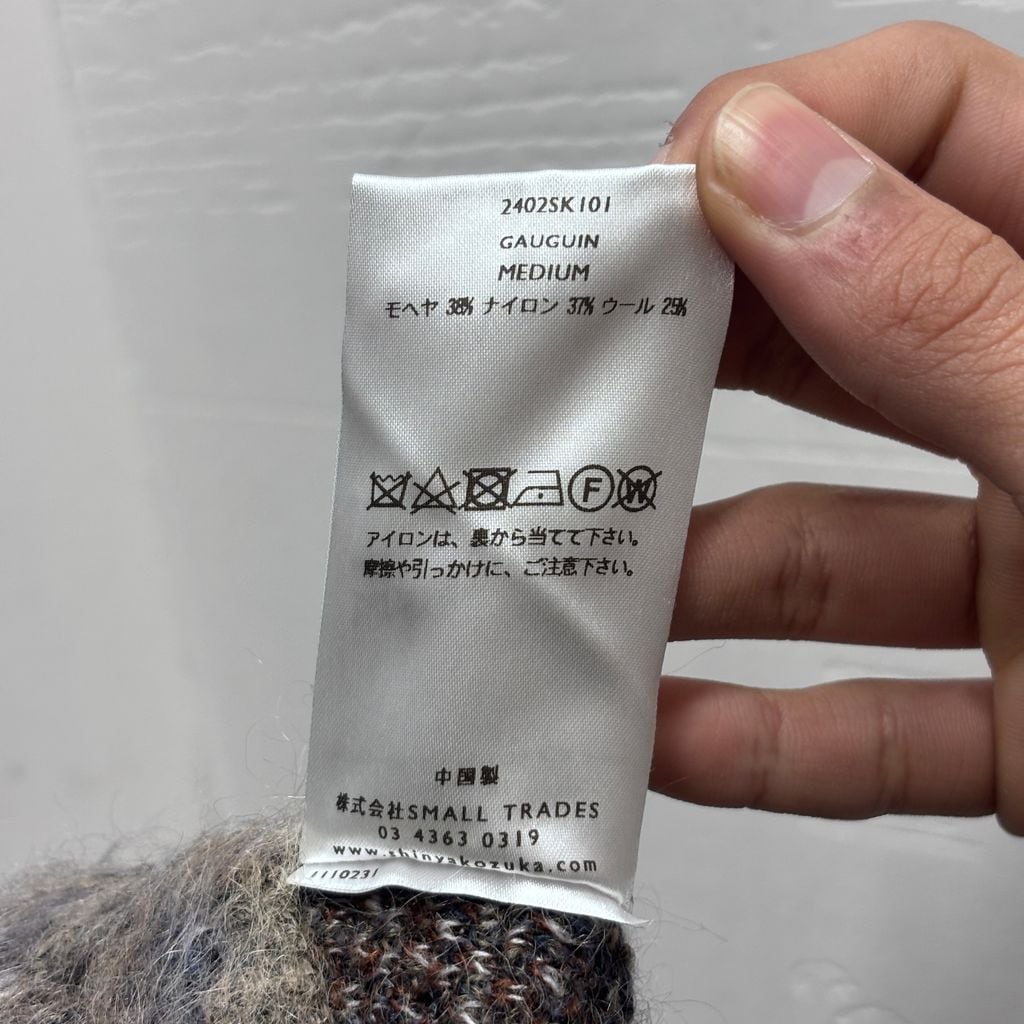 2402SK101
GAUGUIN
MEDIUM
モヘヤ 38% ナイロン 37% ウール 25%
F W
アイロンは、裏から当てて下さい。
摩擦や引っかけに、ご注意下さい。
中国製
株式会社SMALL TRADES
03 4363 0319
www.shinyakozuka.com
1110231